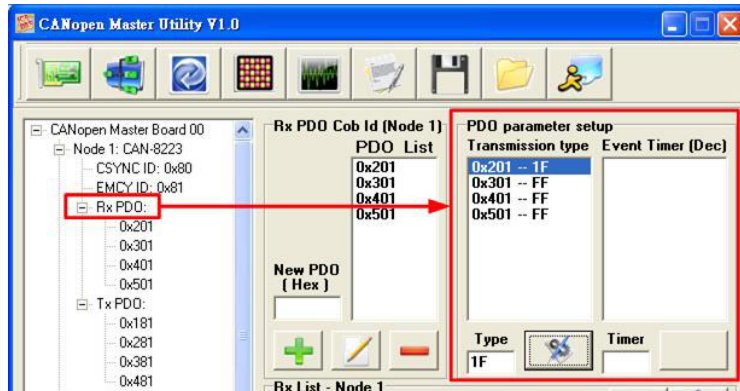 CANopen Master Utility V1.0
CANopen Master Board 00
Node 1: CAN-8223
CSYNC ID: 0x80
EMCY ID: 0x81
Rx PDO:
0x201
0x301
0x401
0x501
Tx PDO:
0x181
0x281
0x381
0x481
Rx PDO Cob Id (Node 1)
PDO List
0x201
0x301
0x401
0x501
New PDO
( Hex )
Rx List - Node 1
PDO parameter setup
Transmission type Event Timer (Dec)
0x201 -- 1F
0x301 -- FF
0x401 -- FF
0x501 -- FF
Type
1F
Timer